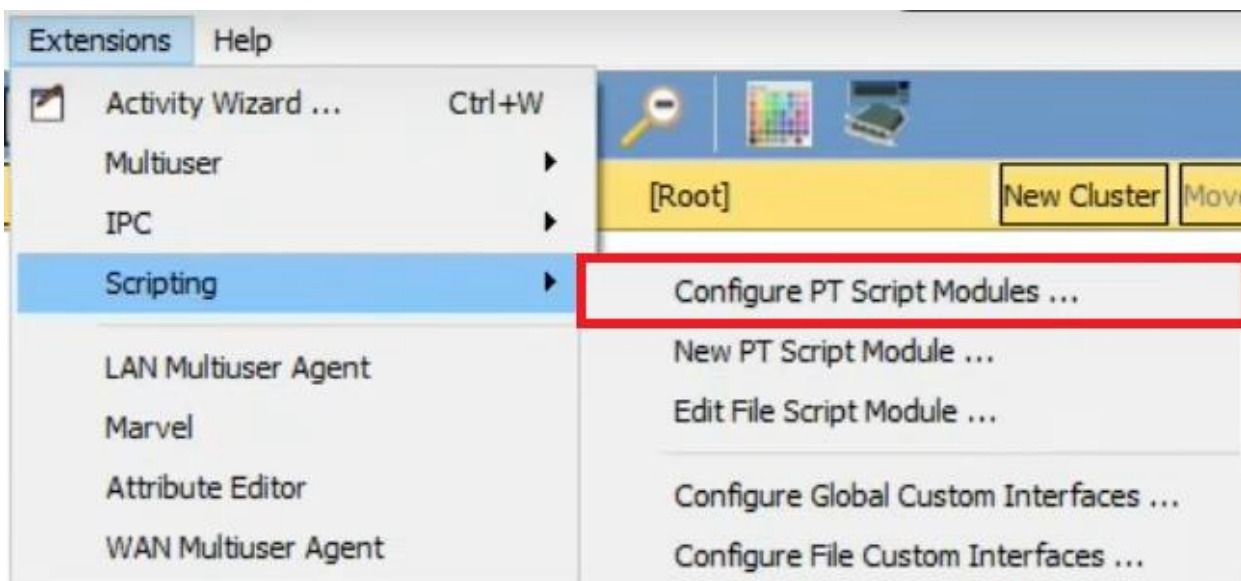 Extensions Help
Activity Wizard ... Ctrl+W
Multiuser
IPC
Scripting
LAN Multiuser Agent
Marvel
Attribute Editor
WAN Multiuser Agent
[Root] New Cluster Mov
Configure PT Script Modules ...
New PT Script Module ...
Edit File Script Module ...
Configure Global Custom Interfaces ...
Configure File Custom Interfaces ...